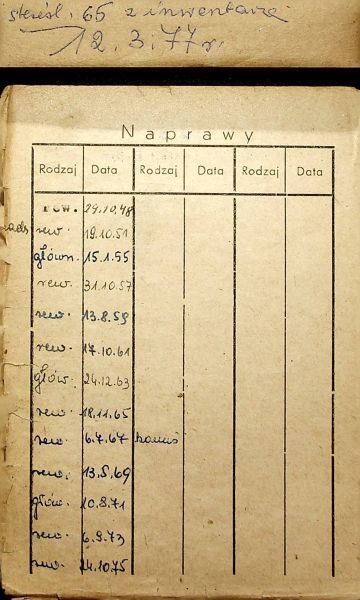 skreśl. 65 z inwentarza
12.3.77 r.
Naprawy
Rodzaj Data Rodzaj Data Rodzaj Data
rew. 29.10.48
rew. 19.10.51
główn. 15.1.55
rew. 31.10.57
rew. 13.8.59
rew. 17.10.61
głów. 24.12.63
rew. 18.11.65
rew. 6.7.67
rew. 13.5.69
głów. 10.8.71
rew. 6.9.73
rew. 24.10.75